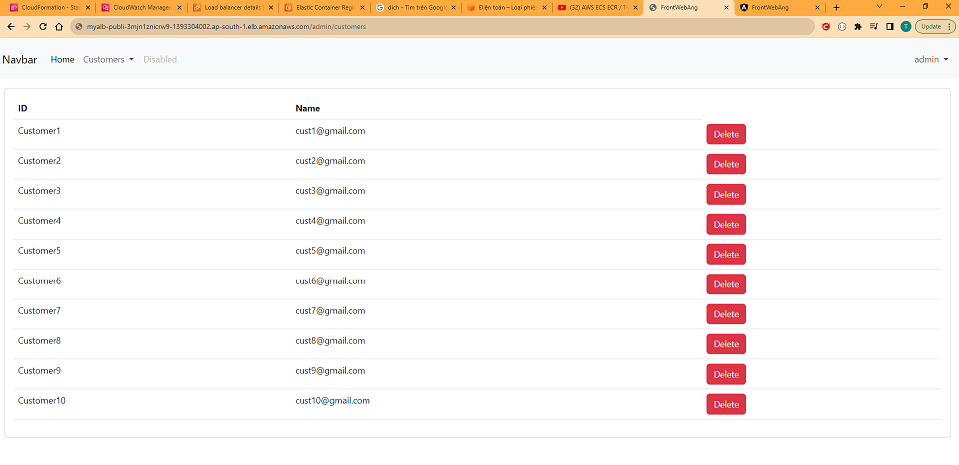 CloudFormation - Stac
CloudWatch Manager
Load balancer details
Elastic Container Regi
dich - Tìm trên Googl
Điện toán – Loại phiê
(32) AWS ECS ECR / T
FrontWebAng
FrontWebAng
myalb-publi-3mjn1znicrw9-1393304002.ap-south-1.elb.amazonaws.com/admin/customers
T
Update
Navbar Home Customers Disabled admin
ID Name
Customer1 cust1@gmail.com Delete
Customer2 cust2@gmail.com Delete
Customer3 cust3@gmail.com Delete
Customer4 cust4@gmail.com Delete
Customer5 cust5@gmail.com Delete
Customer6 cust6@gmail.com Delete
Customer7 cust7@gmail.com Delete
Customer8 cust8@gmail.com Delete
Customer9 cust9@gmail.com Delete
Customer10 cust10@gmail.com Delete